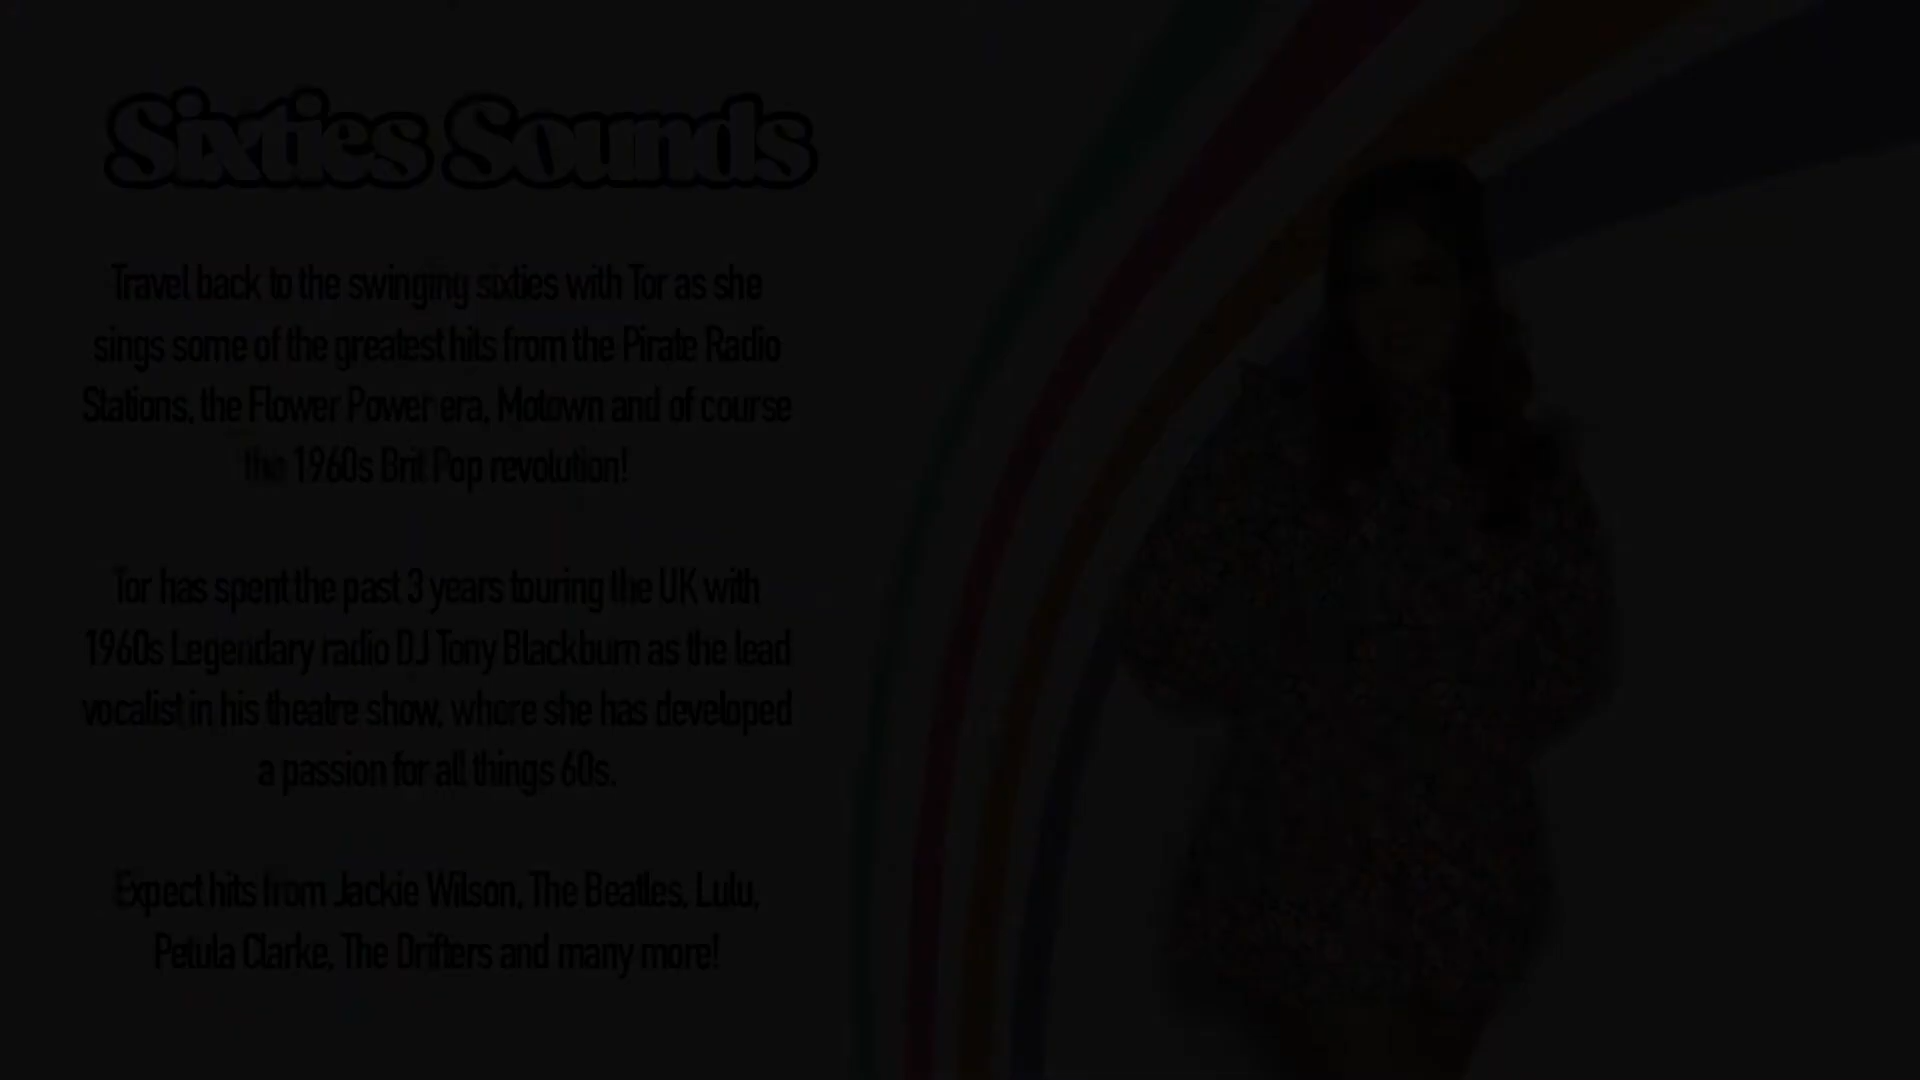 Sixties Sounds
Travel back to the swinging sixties with Tor as she
sings some of the greatest hits from the Pirate Radio
Stations, the Flower Power era, Motown and of course
the 1960s Brit Pop revolution!
Tor has spent the past 3 years touring the UK with
1960s Legendary radio DJ Tony Blackburn as the lead
vocalist in his theatre show, where she has developed
a passion for all things 60s.
Expect hits from Jackie Wilson, The Beatles, Lulu,
Petula Clarke, The Drifters and many more!